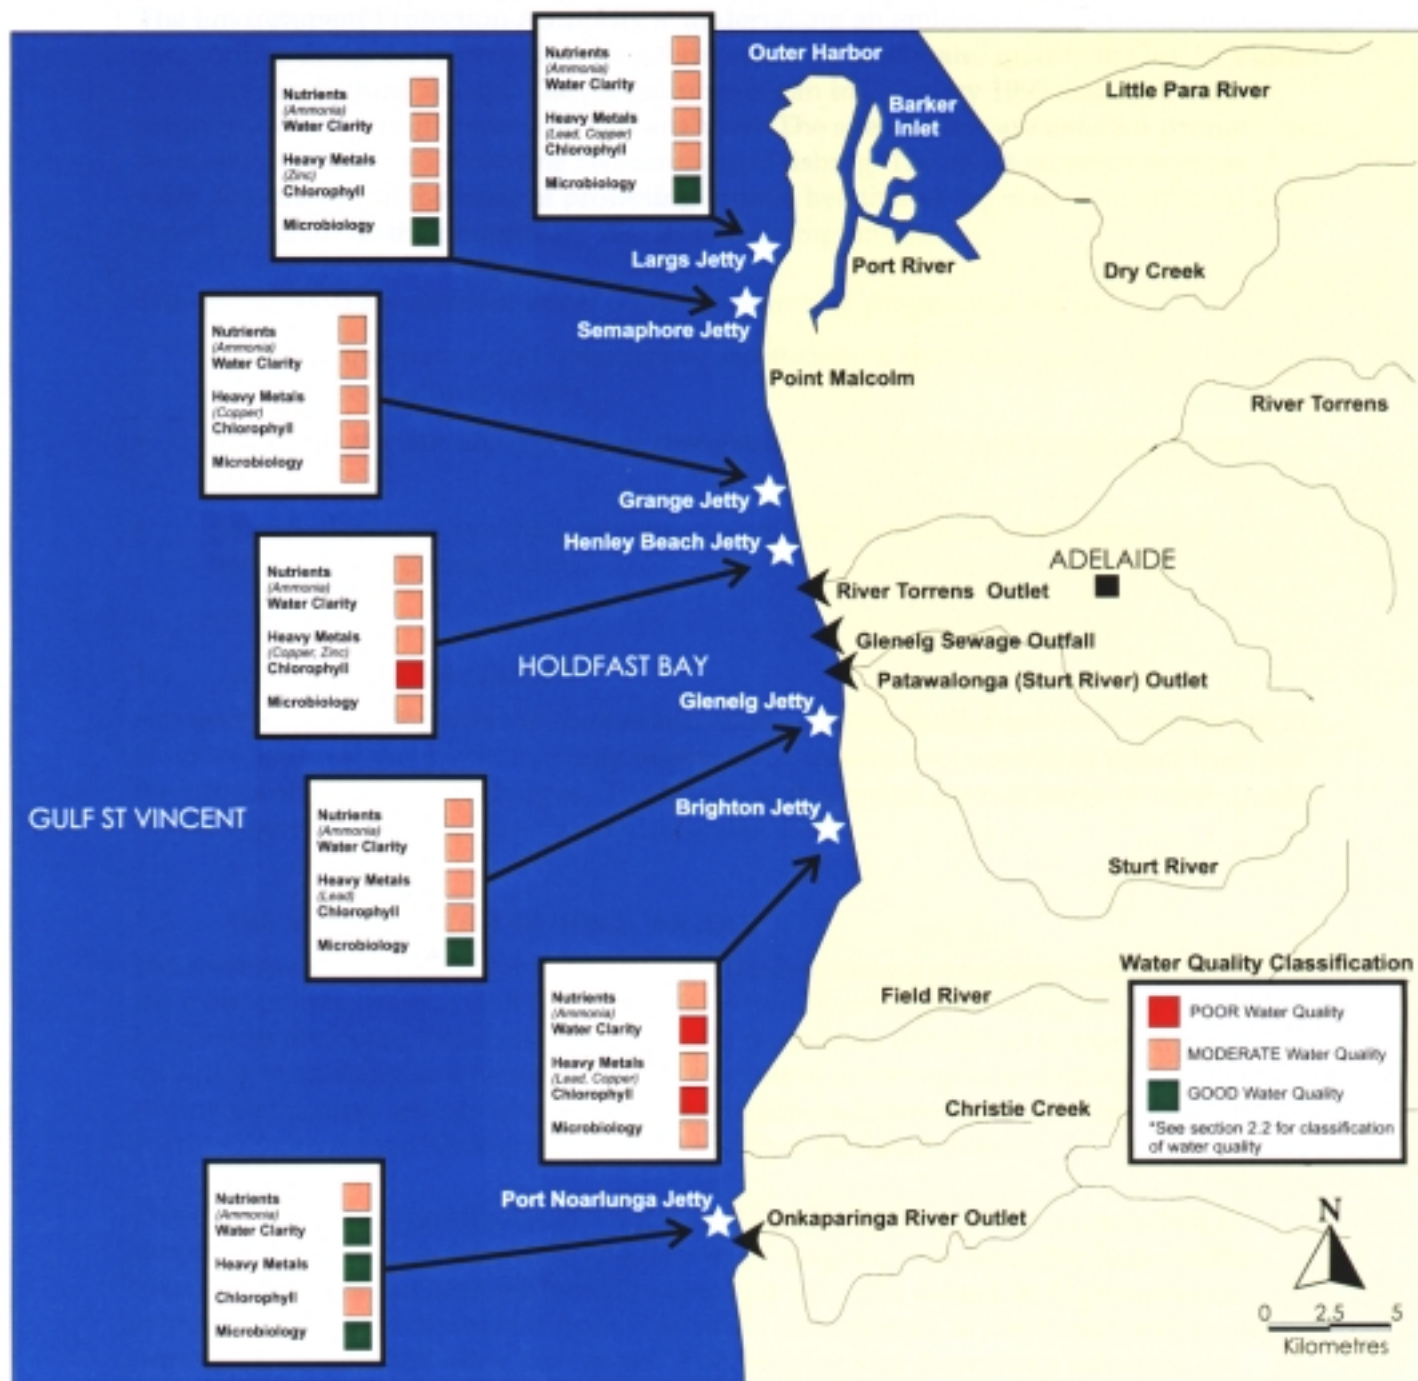 Nutrients
(Ammonia)
Water Clarity
Heavy Metals
(Lead, Copper)
Chlorophyll
Microbiology
Nutrients
(Ammonia)
Water Clarity
Heavy Metals
(Zinc)
Chlorophyll
Microbiology
Outer Harbor
Barker
Inlet
Little Para River
Largs Jetty
Port River
Dry Creek
Semaphore Jetty
Nutrients
(Ammonia)
Water Clarity
Heavy Metals
(Copper)
Chlorophyll
Microbiology
Point Malcolm
River Torrens
Grange Jetty
Henley Beach Jetty
ADELAIDE
River Torrens Outlet
Nutrients
(Ammonia)
Water Clarity
Heavy Metals
(Copper, Zinc)
Chlorophyll
Microbiology
Glenelg Sewage Outfall
HOLDFAST BAY
Patawalonga (Sturt River) Outlet
Glenelg Jetty
GULF ST VINCENT
Nutrients
(Ammonia)
Water Clarity
Heavy Metals
(Lead)
Chlorophyll
Microbiology
Brighton Jetty
Sturt River
Nutrients
(Ammonia)
Water Clarity
Heavy Metals
(Lead, Copper)
Chlorophyll
Microbiology
Field River
Water Quality Classification
POOR Water Quality
MODERATE Water Quality
GOOD Water Quality
*See section 2.2 for classification
of water quality
Christie Creek
Nutrients
(Ammonia)
Water Clarity
Heavy Metals
Chlorophyll
Microbiology
Port Noarlunga Jetty
Onkaparinga River Outlet
N
0 2.5 5
Kilometres